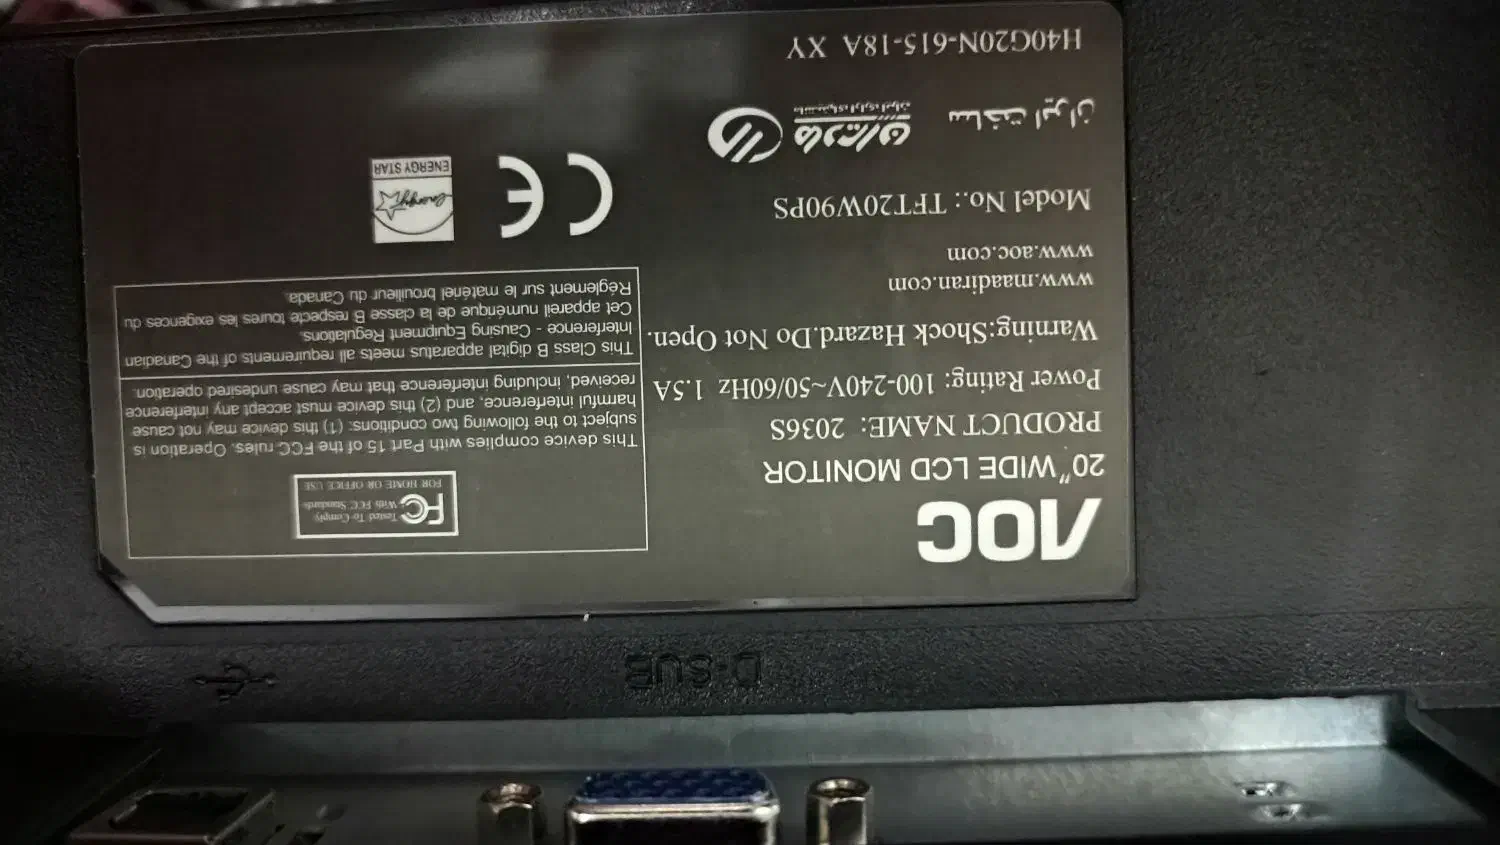 AOC
20" WIDE LCD MONITOR
PRODUCT NAME: 2036S
Power Rating: 100-240V~50/60Hz 1.5A
Warning:Shock Hazard.Do Not Open.
www.maadiran.com
www.aoc.com
Model No.: TFT20W90PS
ساخت ایران
مادیران
H40G20N-615-18A XY
FC
Tested To Comply
With FCC Standards
FOR HOME OR OFFICE USE
This device complies with Part 15 of the FCC rules. Operation is
subject to the following two conditions: (1) this device may not cause
harmful interference, and (2) this device must accept any interference
received, including interference that may cause undesired operation.
This Class B digital apparatus meets all requirements of the Canadian
Interference - Causing Equipment Regulations.
Cet appareil numérique de la classe B respecte toures les exigences du
Réglement sur le matériel brouilleur du Canada.
CE
energy
ENERGY STAR
D-SUB